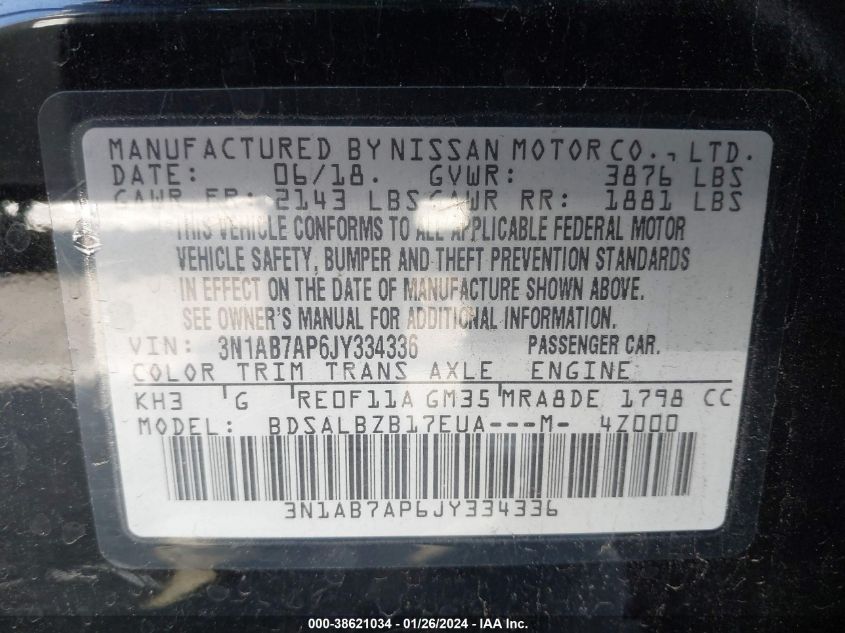 MANUFACTURED BY NISSAN MOTOR CO., LTD.
DATE: 06/18. GVWR: 3876 LBS
GAWR FR: 2143 LBS GAWR RR: 1881 LBS
THIS VEHICLE CONFORMS TO ALL APPLICABLE FEDERAL MOTOR
VEHICLE SAFETY, BUMPER AND THEFT PREVENTION STANDARDS
IN EFFECT ON THE DATE OF MANUFACTURE SHOWN ABOVE.
SEE OWNER'S MANUAL FOR ADDITIONAL INFORMATION.
VIN: 3N1AB7AP6JY334336 PASSENGER CAR.
COLOR TRIM TRANS AXLE ENGINE
KH3 G RE0F11A GM35 MRA8DE 1798 CC
MODEL: BDSALBZB17EUA---M- 4Z000
3N1AB7AP6JY334336
000-38621034 - 01/26/2024 - © IAA, Inc.